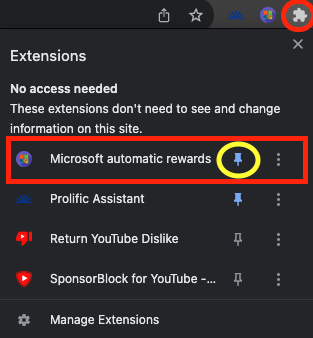 Extensions
No access needed
These extensions don't need to see and change
information on this site.
Microsoft automatic rewards
Prolific Assistant
Return YouTube Dislike
SponsorBlock for YouTube -...
Manage Extensions